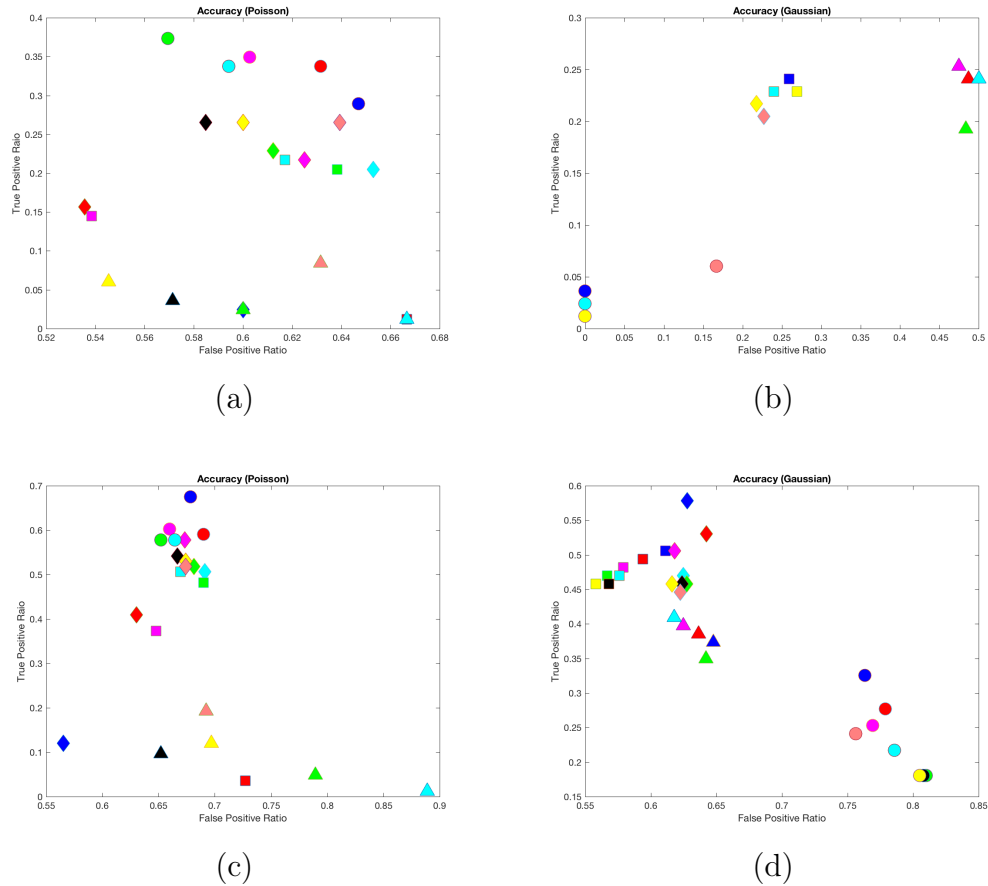 Accuracy (Poisson)
True Positive Raio
0.4
0.35
0.3
0.25
0.2
0.15
0.1
0.05
0
0.52 0.54 0.56 0.58 0.6 0.62 0.64 0.66 0.68
False Positive Ratio
(a)
Accuracy (Gaussian)
True Positive Raio
0.3
0.25
0.2
0.15
0.1
0.05
0
0 0.05 0.1 0.15 0.2 0.25 0.3 0.35 0.4 0.45 0.5
False Positive Ratio
(b)
Accuracy (Poisson)
True Positive Raio
0.7
0.6
0.5
0.4
0.3
0.2
0.1
0
0.55 0.6 0.65 0.7 0.75 0.8 0.85 0.9
False Positive Ratio
(c)
Accuracy (Gaussian)
True Positive Raio
0.6
0.55
0.5
0.45
0.4
0.35
0.3
0.25
0.2
0.15
0.55 0.6 0.65 0.7 0.75 0.8 0.85
False Positive Ratio
(d)